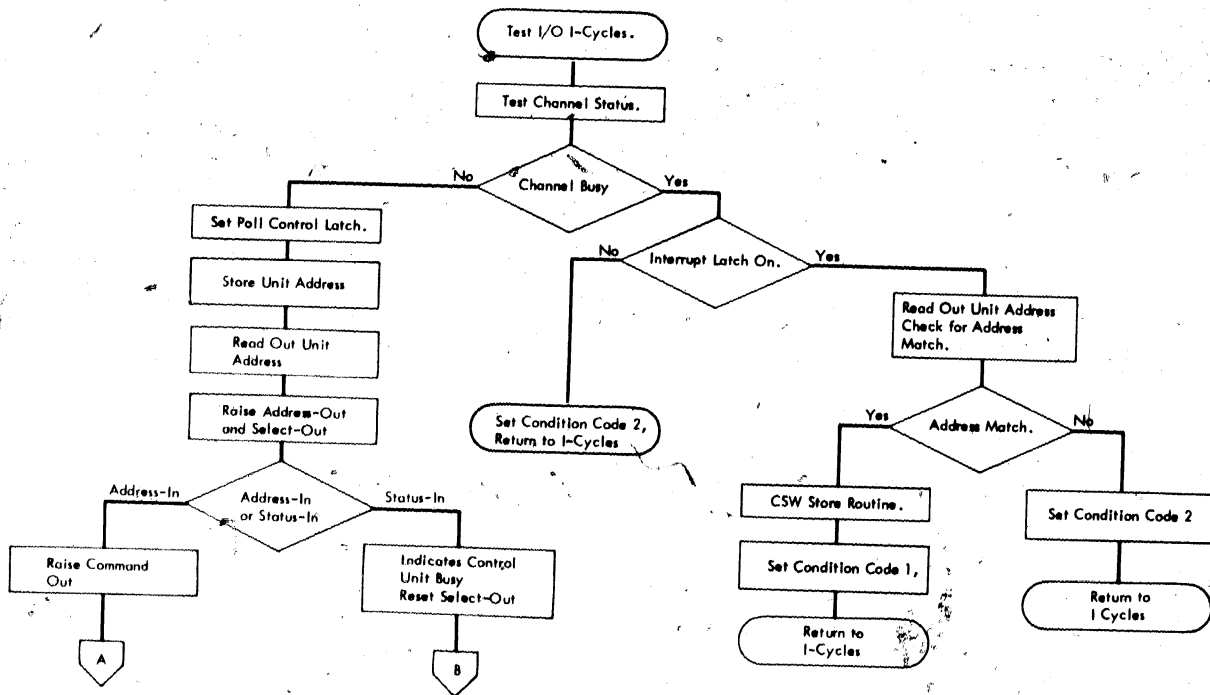 Test I/O I-Cycles.
Test Channel Status.
Channel Busy
No
Yes
Set Poll Control Latch.
Store Unit Address
Read Out Unit
Address
Raise Address-Out
and Select-Out
Address-In
or Status-In
Address-In
Status-In
Raise Command
Out
A
Indicates Control
Unit Busy
Reset Select-Out
B
Interrupt Latch On.
No
Yes
Set Condition Code 2,
Return to I-Cycles
Read Out Unit Address
Check for Address
Match.
Address Match.
Yes
No
CSW Store Routine.
Set Condition Code 1,
Return to
I-Cycles
Set Condition Code 2
Return to
I Cycles